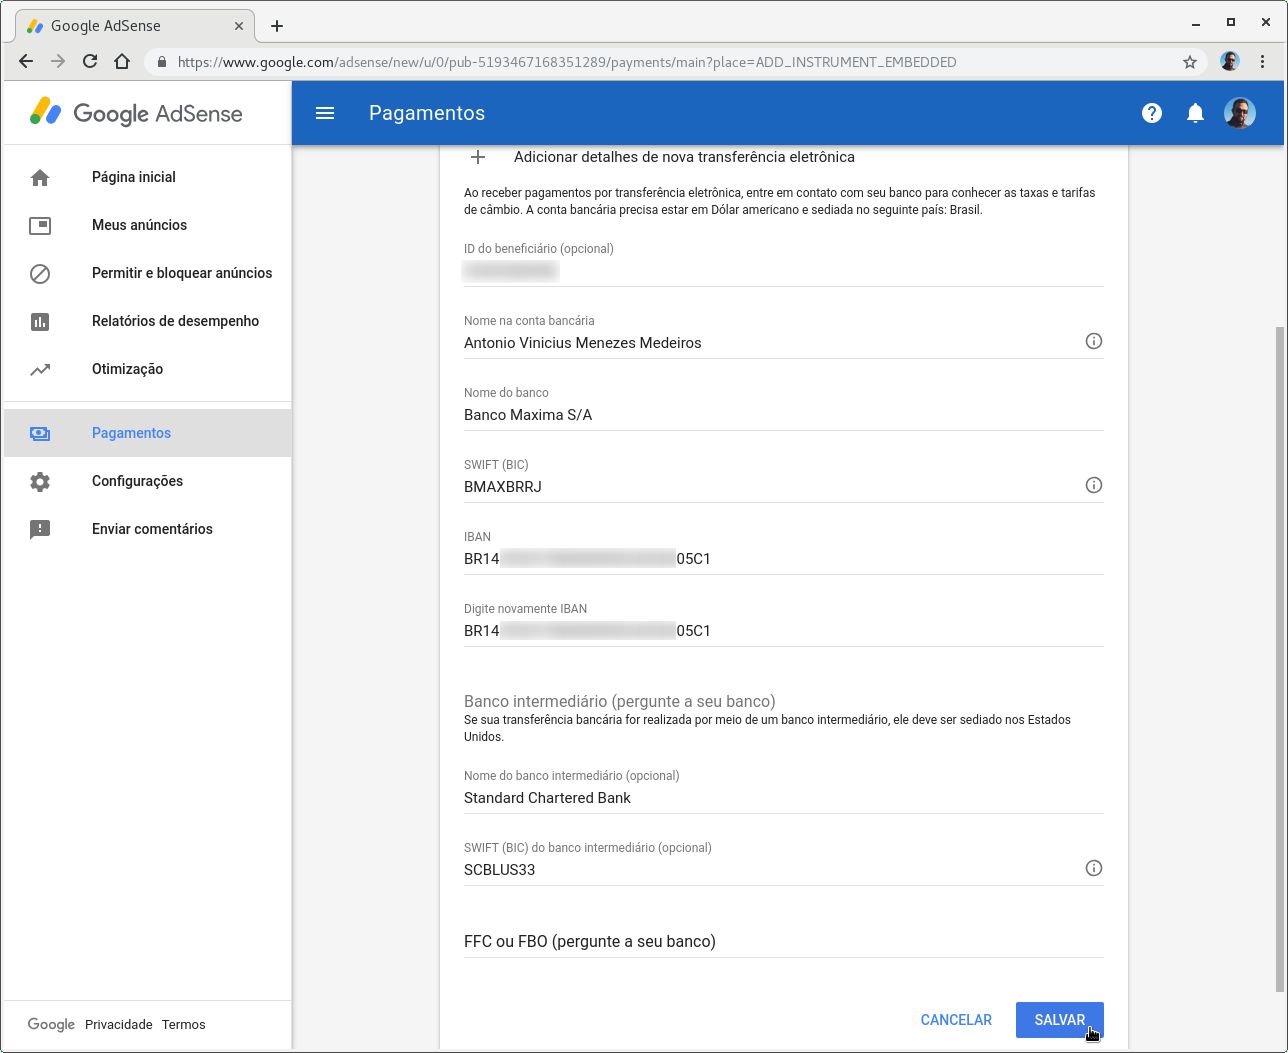 Google AdSense
https://www.google.com/adsense/new/u/0/pub-5193467168351289/payments/main?place=ADD_INSTRUMENT_EMBEDDED
Google AdSense
Pagamentos
Página inicial
Meus anúncios
Permitir e bloquear anúncios
Relatórios de desempenho
Otimização
Pagamentos
Configurações
Enviar comentários
Google Privacidade Termos
Adicionar detalhes de nova transferência eletrônica
Ao receber pagamentos por transferência eletrônica, entre em contato com seu banco para conhecer as taxas e tarifas
de câmbio. A conta bancária precisa estar em Dólar americano e sediada no seguinte país: Brasil.
ID do beneficiário (opcional)
Nome na conta bancária
Antonio Vinicius Menezes Medeiros
Nome do banco
Banco Maxima S/A
SWIFT (BIC)
BMAXBRRJ
IBAN
BR14 05C1
Digite novamente IBAN
BR14 05C1
Banco intermediário (pergunte a seu banco)
Se sua transferência bancária for realizada por meio de um banco intermediário, ele deve ser sediado nos Estados
Unidos.
Nome do banco intermediário (opcional)
Standard Chartered Bank
SWIFT (BIC) do banco intermediário (opcional)
SCBLUS33
FFC ou FBO (pergunte a seu banco)
CANCELAR
SALVAR